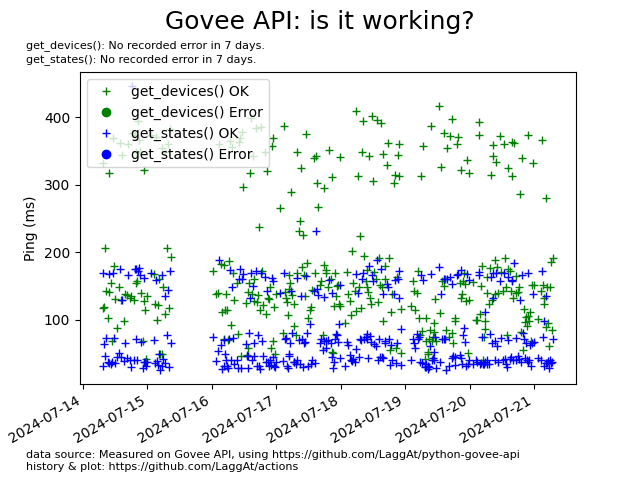 Govee API: is it working?
get_devices(): No recorded error in 7 days.
get_states(): No recorded error in 7 days.
get_devices() OK
get_devices() Error
get_states() OK
get_states() Error
Ping (ms)
400
300
200
100
2024-07-14
2024-07-15
2024-07-16
2024-07-17
2024-07-18
2024-07-19
2024-07-20
2024-07-21
data source: Measured on Govee API, using https://github.com/LaggAt/python-govee-api
history & plot: https://github.com/LaggAt/actions